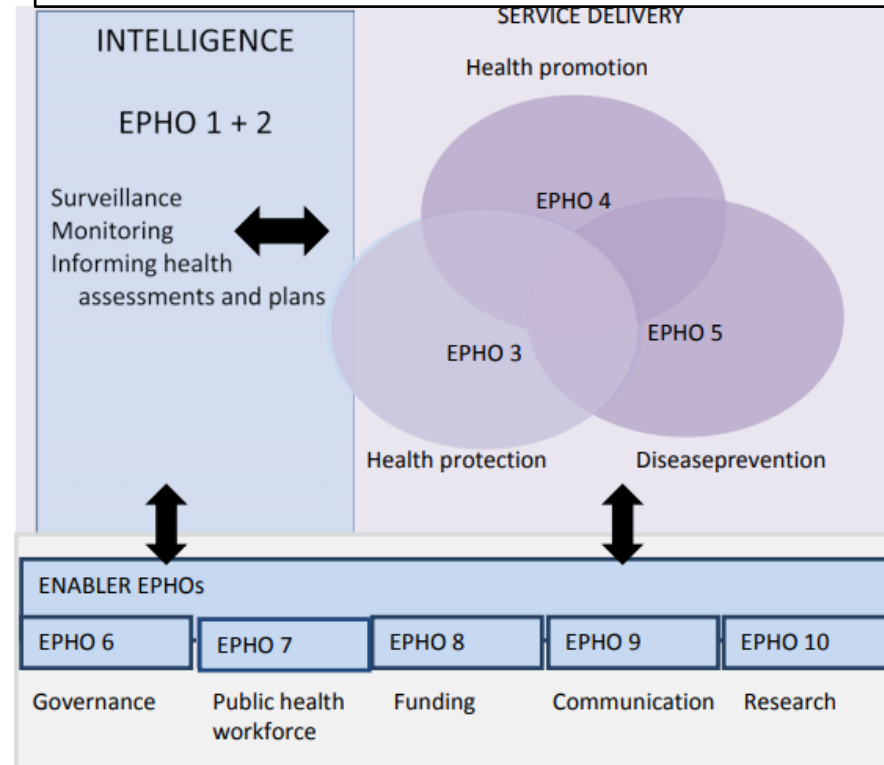 INTELLIGENCE
EPHO 1 + 2
Surveillance
Monitoring
Informing health
assessments and plans
SERVICE DELIVERY
Health promotion
EPHO 4
EPHO 3
EPHO 5
Health protection
Diseaseprevention
ENABLER EPHOs
EPHO 6
EPHO 7
EPHO 8
EPHO 9
EPHO 10
Governance
Public health
workforce
Funding
Communication
Research